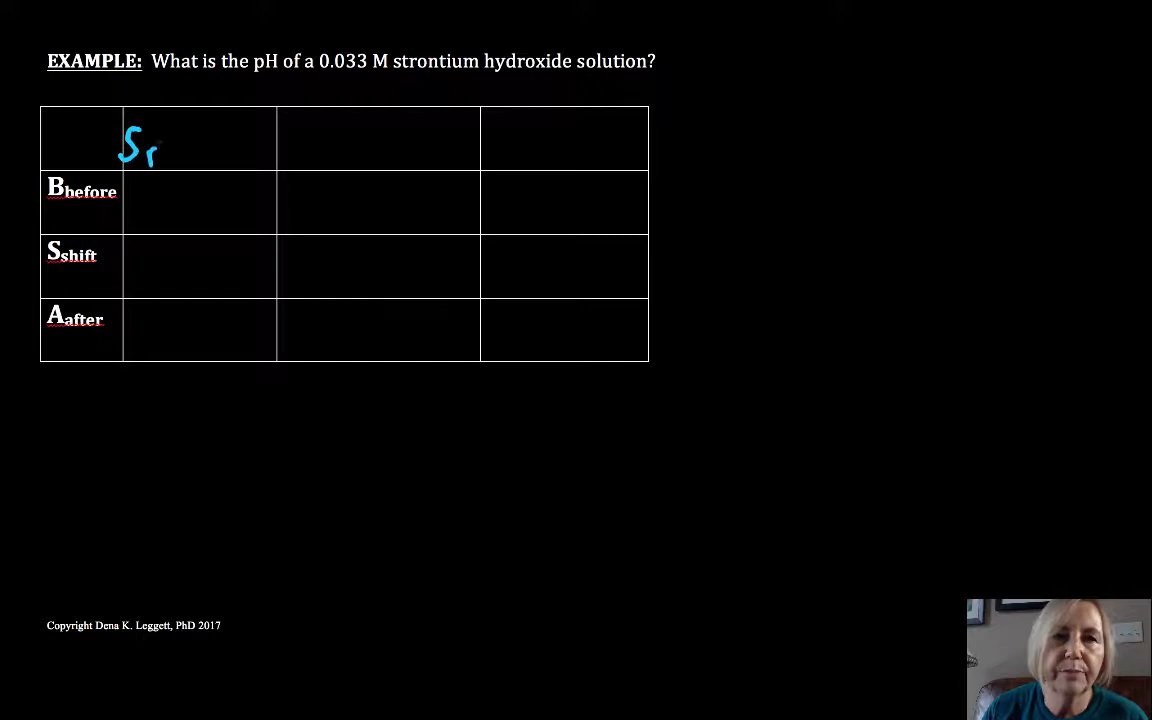 EXAMPLE: What is the pH of a 0.033 M strontium hydroxide solution?
Sr
Bbefore
Sshift
Aafter
Copyright Dena K. Leggett, PhD 2017